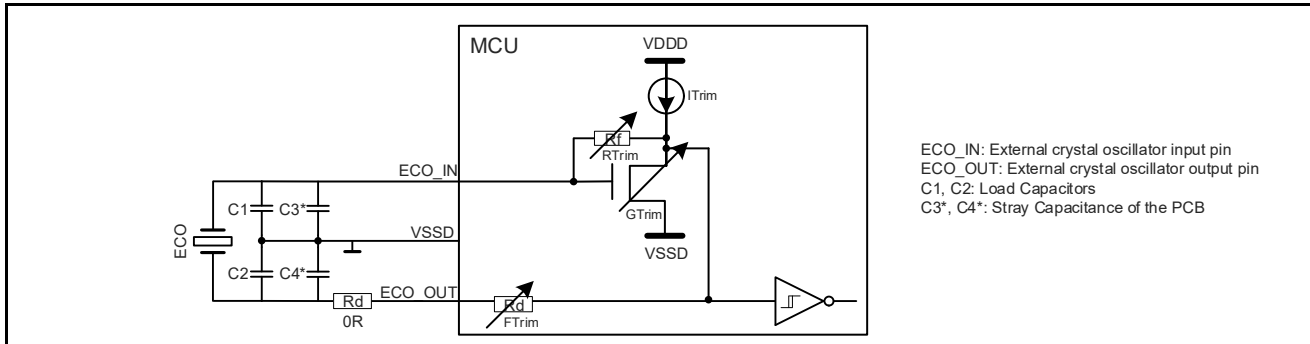 MCU
VDDD
ITrim
Rf
RTrim
GTrim
VSSD
ECO_IN
C1
C3*
VSSD
ECO
C2
C4*
Rd
0R
ECO_OUT
Rd
FTrim
ECO_IN: External crystal oscillator input pin
ECO_OUT: External crystal oscillator output pin
C1, C2: Load Capacitors
C3*, C4*: Stray Capacitance of the PCB